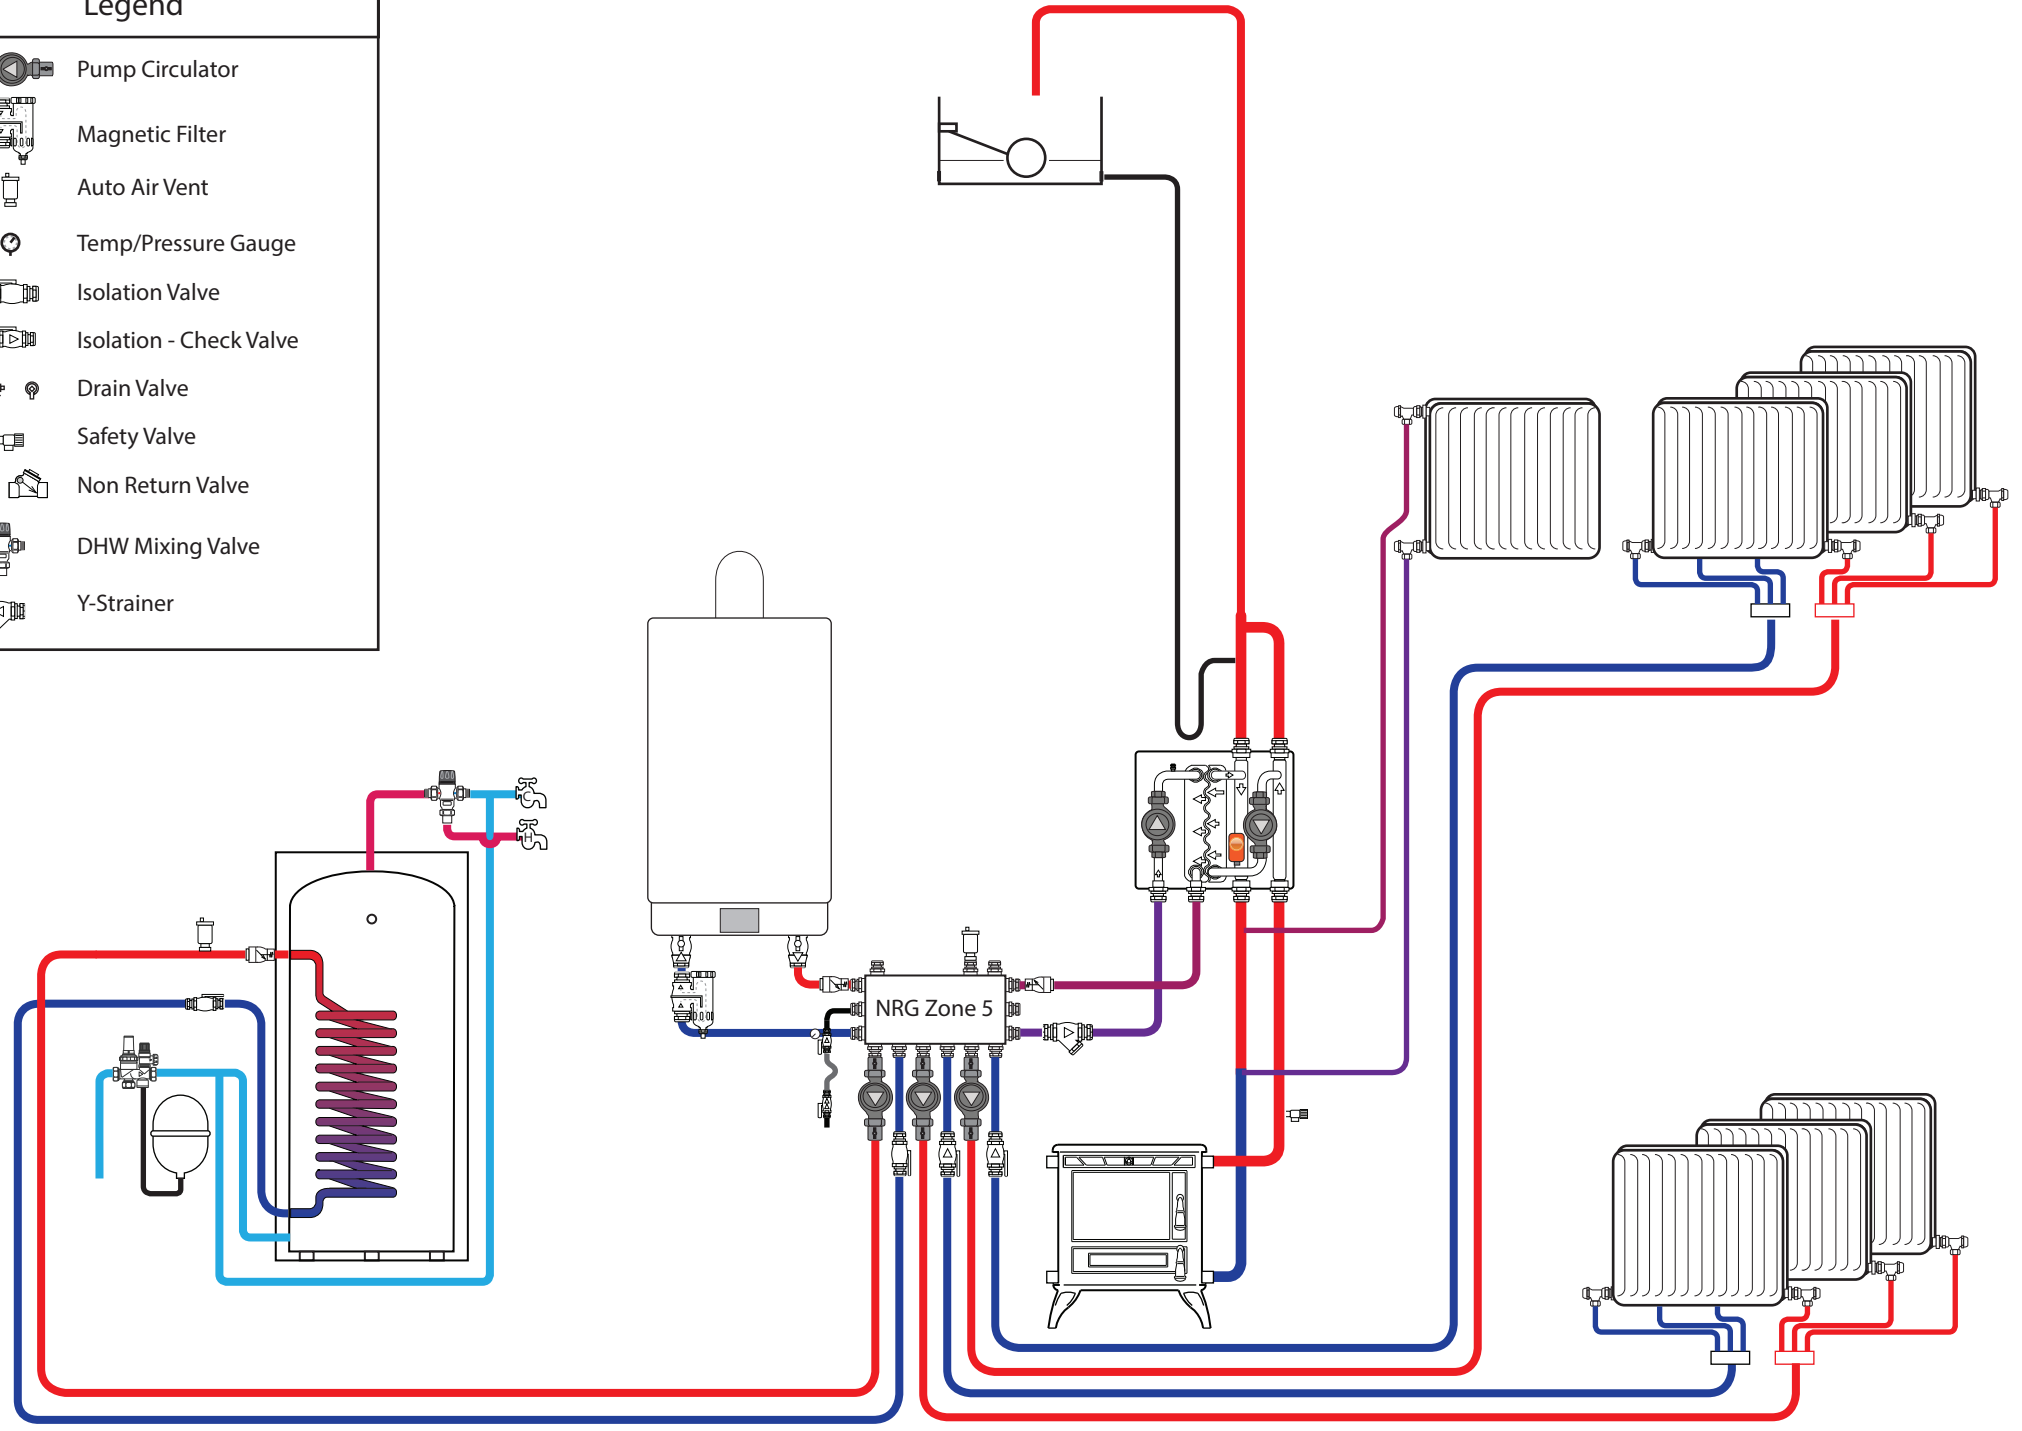 Legend
Pump Circulator
Magnetic Filter
Auto Air Vent
Temp/Pressure Gauge
Isolation Valve
Isolation - Check Valve
Drain Valve
Safety Valve
Non Return Valve
DHW Mixing Valve
Y-Strainer
C
H
NRG Zone 5